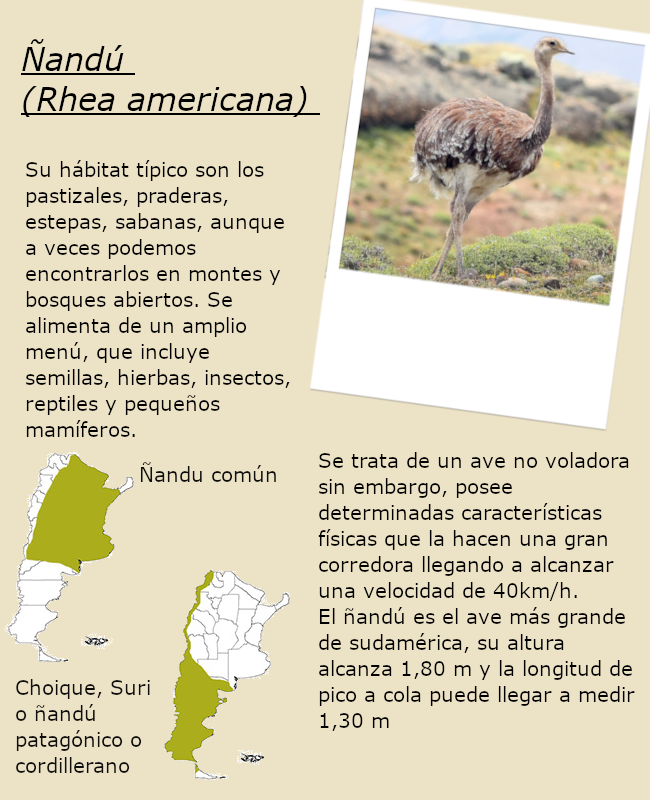 Ñandú
(Rhea americana)
Su hábitat típico son los
pastizales, praderas,
estepas, sabanas, aunque
a veces podemos
encontrarlos en montes y
bosques abiertos. Se
alimenta de un amplio
menú, que incluye
semillas, hierbas, insectos,
reptiles y pequeños
mamíferos.
Ñandu común
Choique, Suri
o ñandú
patagónico o
cordillerano
Se trata de un ave no voladora
sin embargo, posee
determinadas características
físicas que la hacen una gran
corredora llegando a alcanzar
una velocidad de 40km/h.
El ñandú es el ave más grande
de sudamérica, su altura
alcanza 1,80 m y la longitud de
pico a cola puede llegar a medir
1,30 m